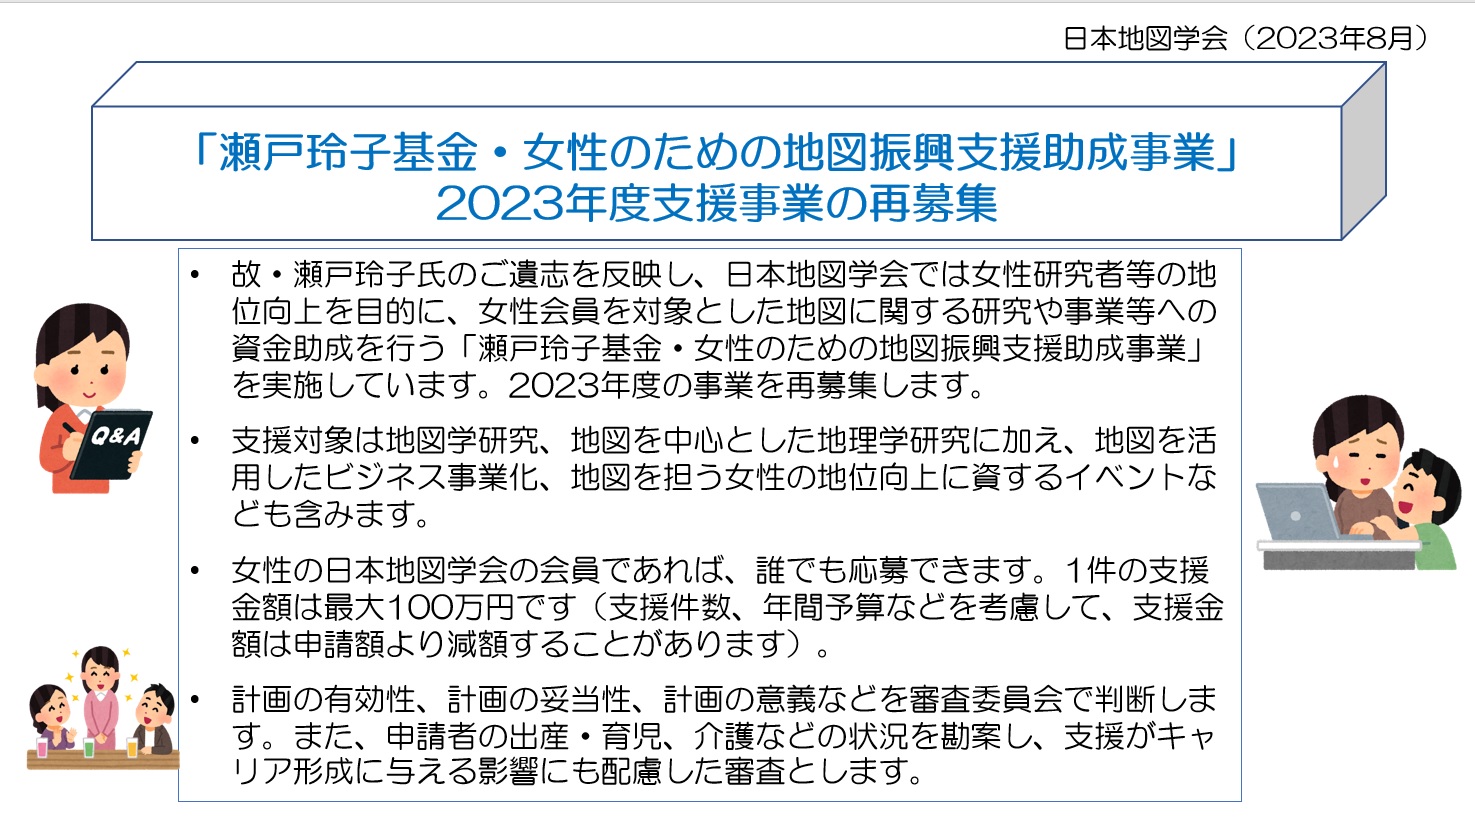 日本地図学会（2023年8月）
「瀬戸玲子基金・女性のための地図振興支援助成事業」
2023年度支援事業の再募集
• 故・瀬戸玲子氏のご遺志を反映し、日本地図学会では女性研究者等の地
位向上を目的に、女性会員を対象とした地図に関する研究や事業等への
資金助成を行う「瀬戸玲子基金・女性のための地図振興支援助成事業」
を実施しています。2023年度の事業を再募集します。
• 支援対象は地図学研究、地図を中心とした地理学研究に加え、地図を活
用したビジネス事業化、地図を担う女性の地位向上に資するイベントな
ども含みます。
• 女性の日本地図学会の会員であれば、誰でも応募できます。1件の支援
金額は最大100万円です（支援件数、年間予算などを考慮して、支援金
額は申請額より減額することがあります）。
• 計画の有効性、計画の妥当性、計画の意義などを審査委員会で判断しま
す。また、申請者の出産・育児、介護などの状況を勘案し、支援がキャ
リア形成に与える影響にも配慮した審査とします。
Q&A